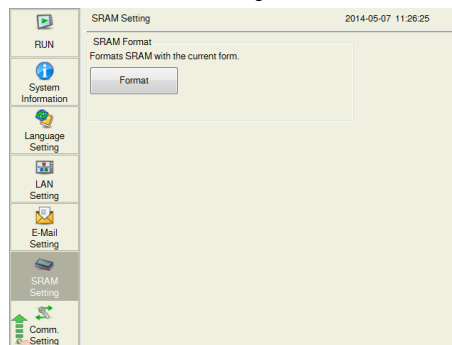 SRAM Setting 2014-05-07 11:26:25
RUN
System
Information
Language
Setting
LAN
Setting
E-Mail
Setting
SRAM
Setting
Comm.
Setting
SRAM Format
Formats SRAM with the current form.
Format